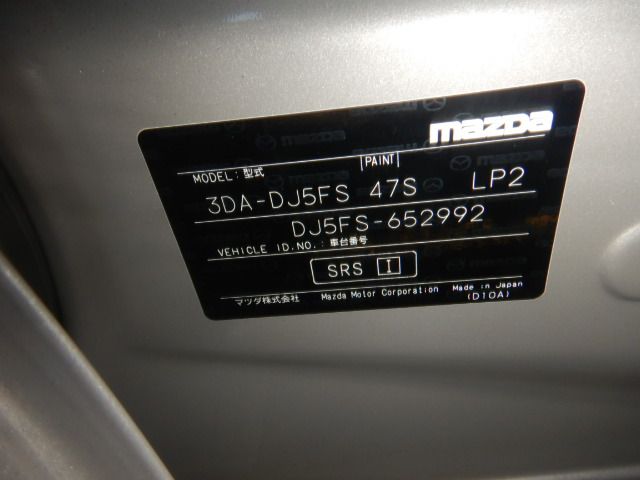 mazda
MODEL: 型式 PAINT
3DA-DJ5FS 47S LP2
DJ5FS-652992
VEHICLE ID.NO.: 車台番号
SRS I
マツダ株式会社 Mazda Motor Corporation Made in Japan
(D10A)